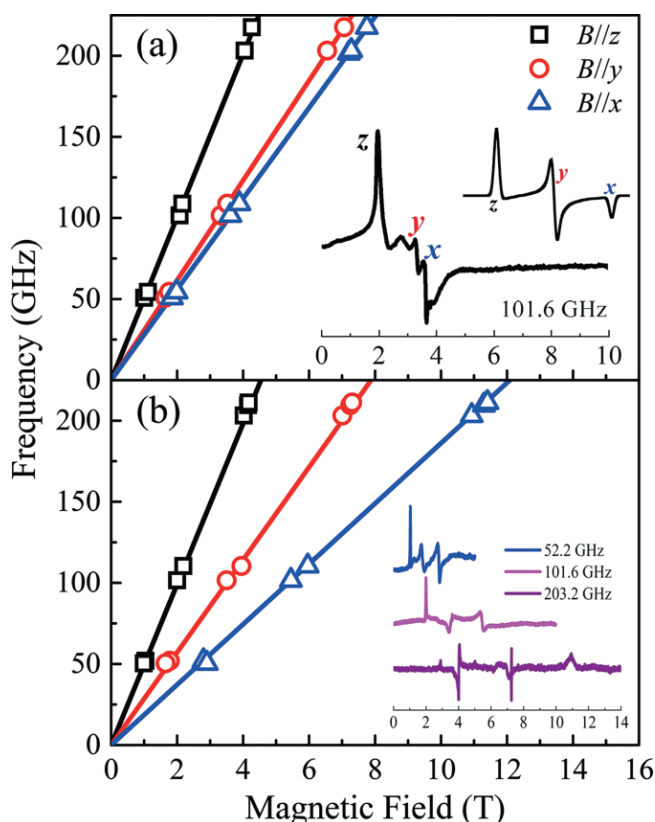 (a)
B//z
B//y
B//x
200
150
100
50
0
z
y
x
z
y
x
101.6 GHz
0 2 4 6 8 10
Frequency (GHz)
(b)
200
150
100
50
0
52.2 GHz
101.6 GHz
203.2 GHz
0 2 4 6 8 10 12 14
0 2 4 6 8 10 12 14 16
Magnetic Field (T)